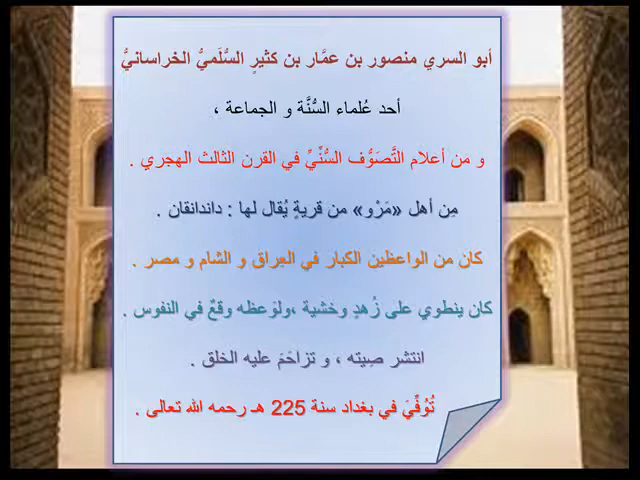 أبو السري منصور بن عمَّار بن كثيرٍ السُّلَميُّ الخراسانيُّ
أحد عُلماء السُّنَّة و الجماعة ،
و من أعلام التَّصَوُّف السُّنِّيِّ في القرن الثالث الهجري .
مِن أهل «مَرْو» من قريةٍ يُقال لها : داندانقان .
كان من الواعظين الكبار في العِراق و الشام و مصر .
كان ينطوي على زُهدٍ وخشية ،ولوَعظه وقعٌ في النفوس .
انتشر صِيته ، و تزاحَمَ عليه الخلق .
تُوُفِّيَ في بغداد سنة 225 هـ رحمه الله تعالى .